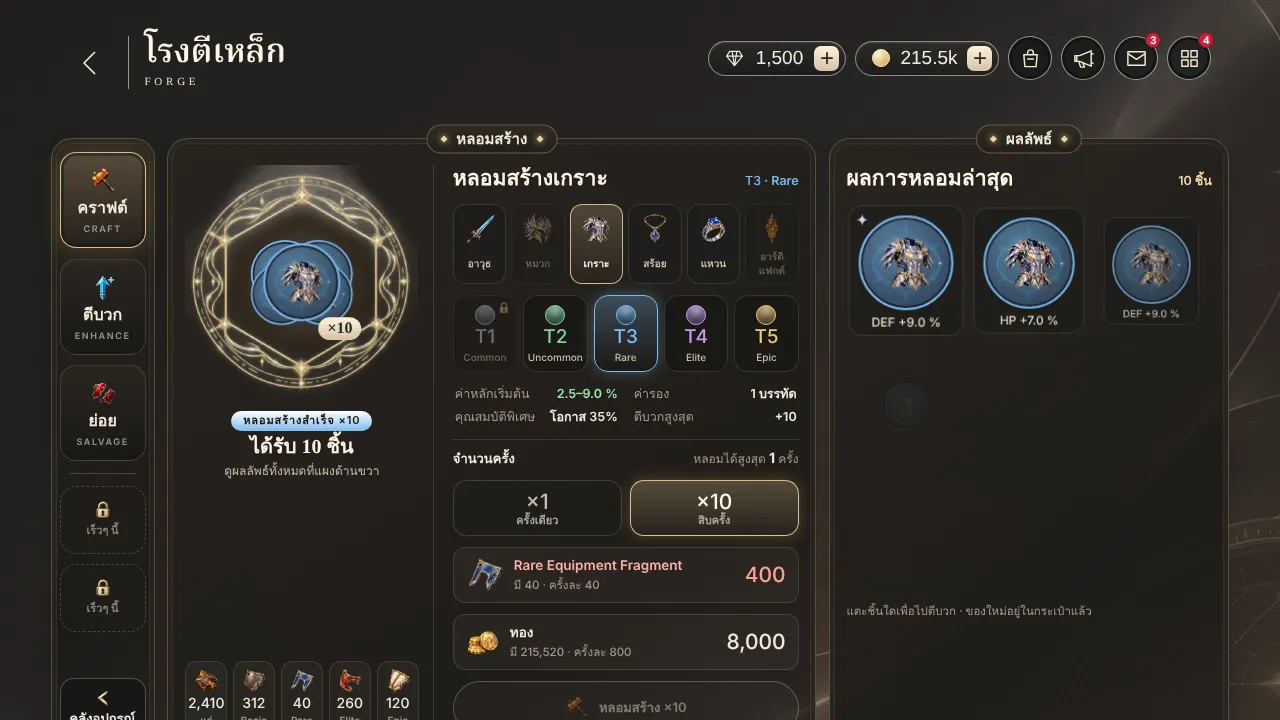 โรงตีเหล็ก
FORGE
1,500
215.5k
3
4
คราฟต์
CRAFT
ตีบวก
ENHANCE
ย่อย
SALVAGE
เร็วๆ นี้
เร็วๆ นี้
คลังอุปกรณ์
หลอมสร้าง
×10
หลอมสร้างสำเร็จ ×10
ได้รับ 10 ชิ้น
ดูผลลัพธ์ทั้งหมดที่แผงด้านขวา
2,410
312
40
260
120
หลอมสร้างเกราะ
T3 · Rare
อาวุธ
หมวก
เกราะ
สร้อย
แหวน
อาร์ติ
แฟกต์
T1
Common
T2
Uncommon
T3
Rare
T4
Elite
T5
Epic
ค่าหลักเริ่มต้น 2.5–9.0 % ค่ารอง 1 บรรทัด
คุณสมบัติพิเศษ โอกาส 35% ตีบวกสูงสุด +10
จำนวนครั้ง
หลอมได้สูงสุด 1 ครั้ง
×1
ครั้งเดียว
×10
สิบครั้ง
Rare Equipment Fragment
มี 40 · ครั้งละ 40
400
ทอง
มี 215,520 · ครั้งละ 800
8,000
หลอมสร้าง ×10
ผลลัพธ์
ผลการหลอมล่าสุด
10 ชิ้น
DEF +9.0 %
HP +7.0 %
DEF +9.0 %
แตะชิ้นใดเพื่อไปตีบวก · ของใหม่อยู่ในกระเป๋าแล้ว